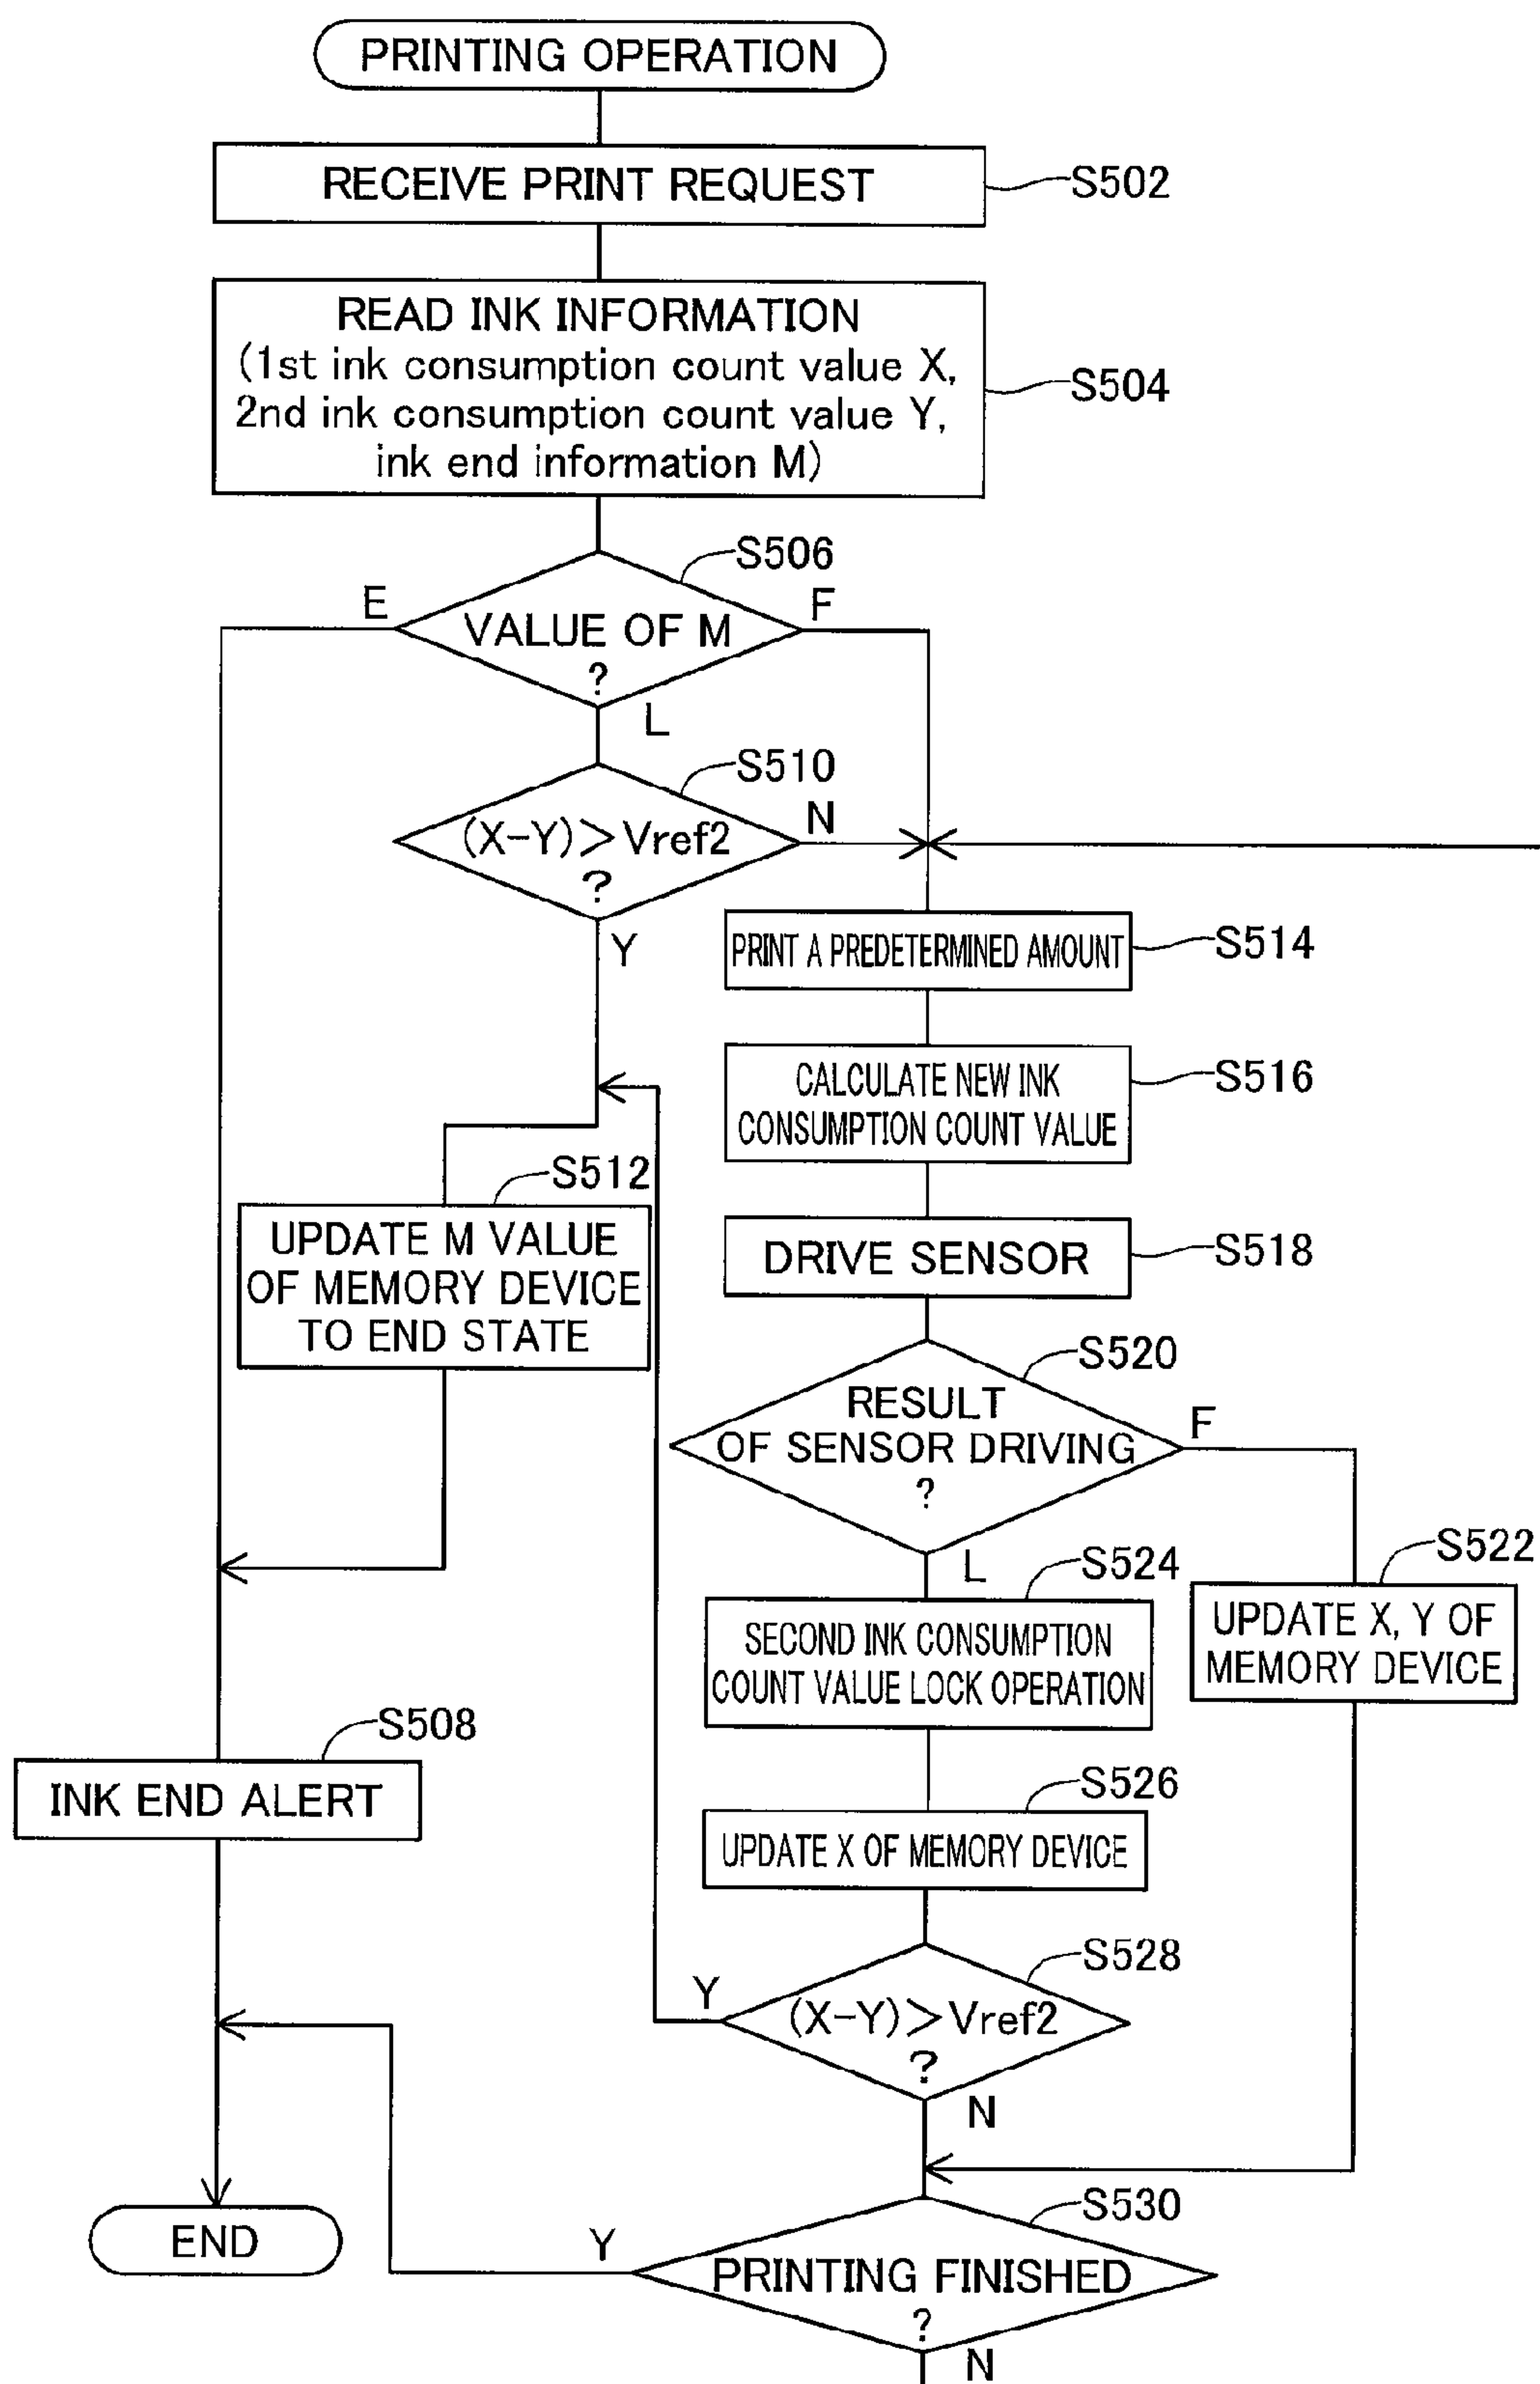 PRINTING OPERATION
RECEIVE PRINT REQUEST
S502
READ INK INFORMATION
(1st ink consumption count value X,
2nd ink consumption count value Y,
ink end information M)
S504
S506
E
VALUE OF M
?
F
L
S510
(X-Y)>Vref2
?
N
Y
PRINT A PREDETERMINED AMOUNT
S514
CALCULATE NEW INK
CONSUMPTION COUNT VALUE
S516
S512
UPDATE M VALUE
OF MEMORY DEVICE
TO END STATE
DRIVE SENSOR
S518
S520
RESULT
OF SENSOR DRIVING
?
F
L
S522
UPDATE X, Y OF
MEMORY DEVICE
S524
SECOND INK CONSUMPTION
COUNT VALUE LOCK OPERATION
S508
INK END ALERT
S526
UPDATE X OF MEMORY DEVICE
S528
Y
(X-Y)>Vref2
?
N
S530
END
Y
PRINTING FINISHED
?
N